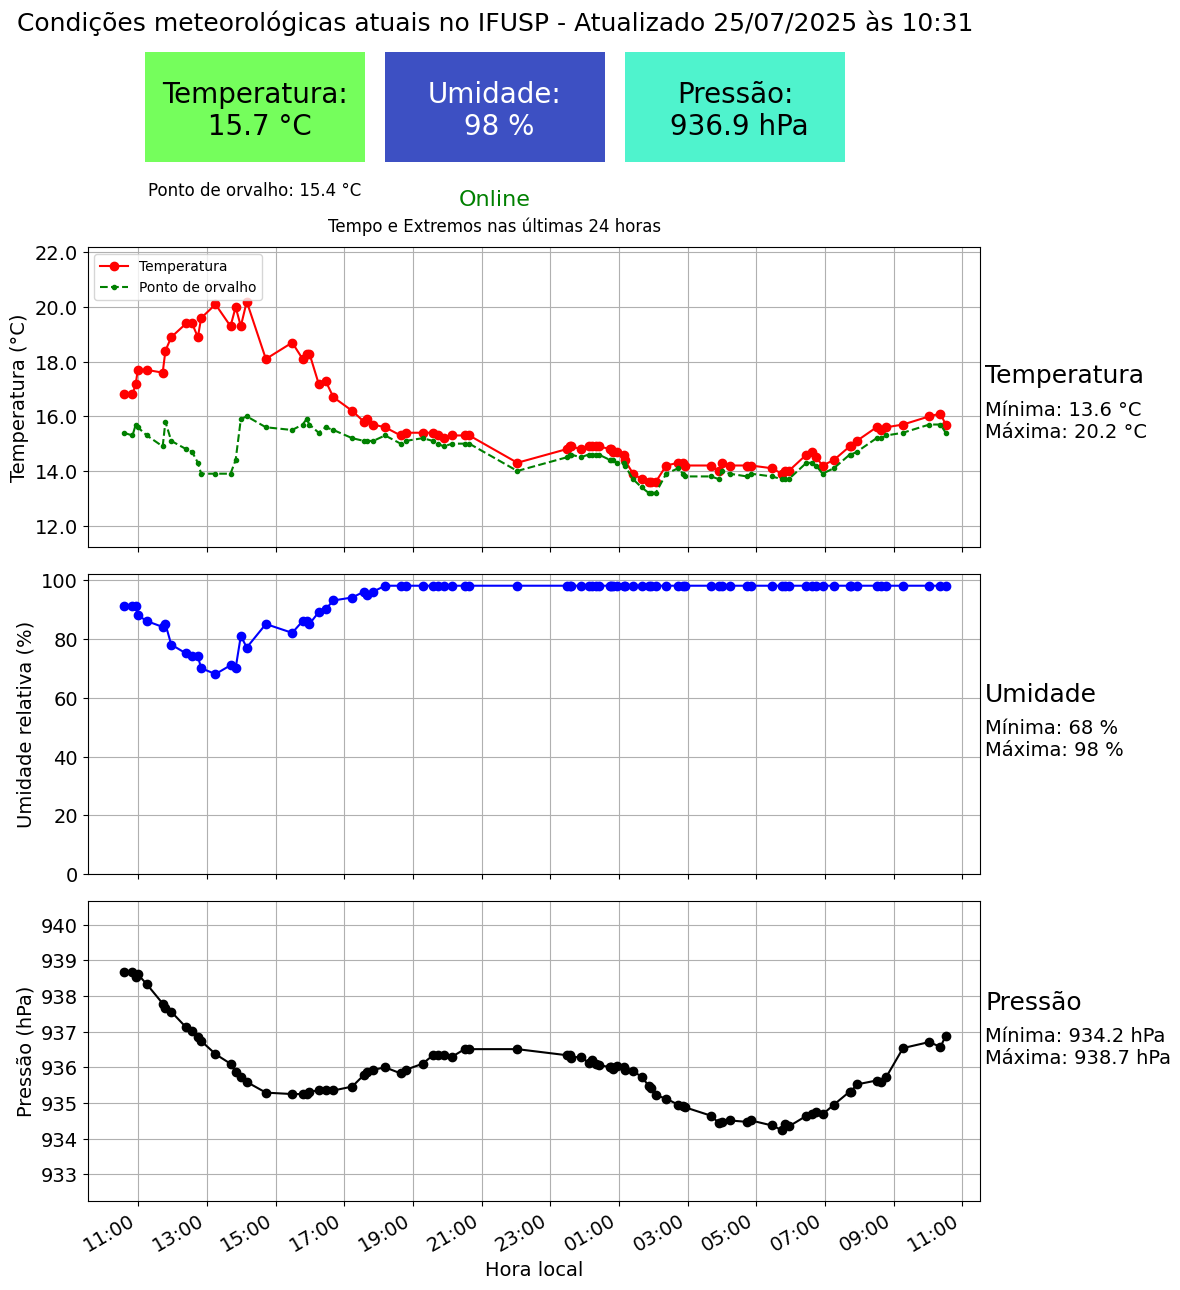 Condições meteorológicas atuais no IFUSP - Atualizado 25/07/2025 às 10:31
Temperatura:
15.7 °C
Umidade:
98 %
Pressão:
936.9 hPa
Ponto de orvalho: 15.4 °C
Online
Tempo e Extremos nas últimas 24 horas
Temperatura (°C)
22.0
20.0
18.0
16.0
14.0
12.0
Temperatura
Ponto de orvalho
Temperatura
Mínima: 13.6 °C
Máxima: 20.2 °C
Umidade relativa (%)
100
80
60
40
20
0
Umidade
Mínima: 68 %
Máxima: 98 %
Pressão (hPa)
940
939
938
937
936
935
934
933
Pressão
Mínima: 934.2 hPa
Máxima: 938.7 hPa
11:00 13:00 15:00 17:00 19:00 21:00 23:00 01:00 03:00 05:00 07:00 09:00 11:00
Hora local